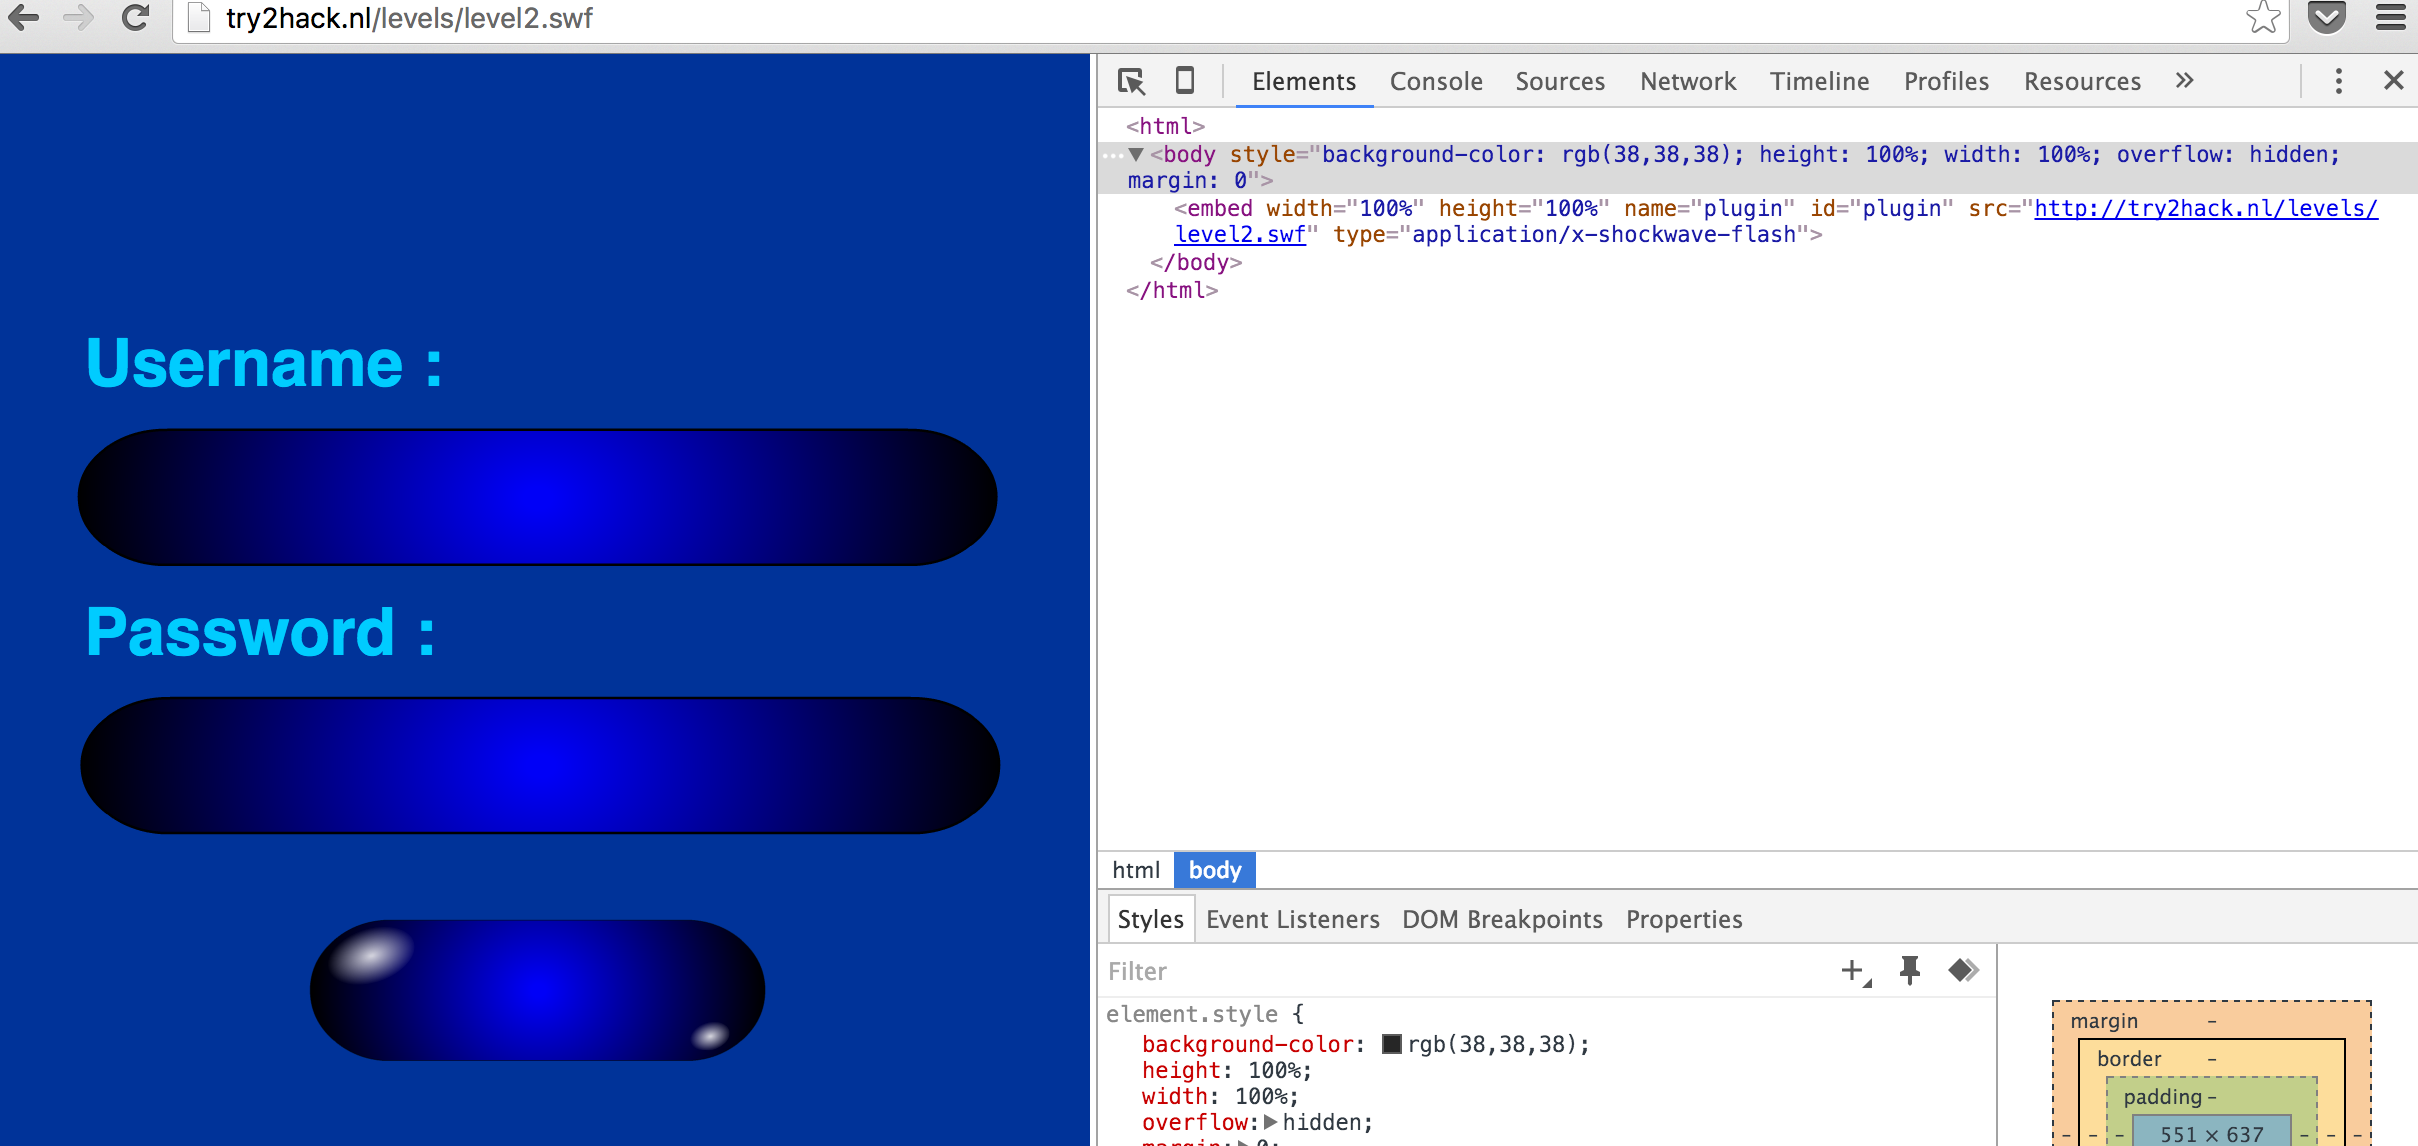 try2hack.nl/levels/level2.swf
Username :
Password :
Elements Console Sources Network Timeline Profiles Resources »
<html>
<body style="background-color: rgb(38,38,38); height: 100%; width: 100%; overflow: hidden;
margin: 0">
<embed width="100%" height="100%" name="plugin" id="plugin" src="http://try2hack.nl/levels/
level2.swf" type="application/x-shockwave-flash">
</body>
</html>
html body
Styles Event Listeners DOM Breakpoints Properties
Filter
element.style {
background-color: rgb(38,38,38);
height: 100%;
width: 100%;
overflow: hidden;
margin: 0;
margin -
border -
padding -
- - - 551 × 637 - - -